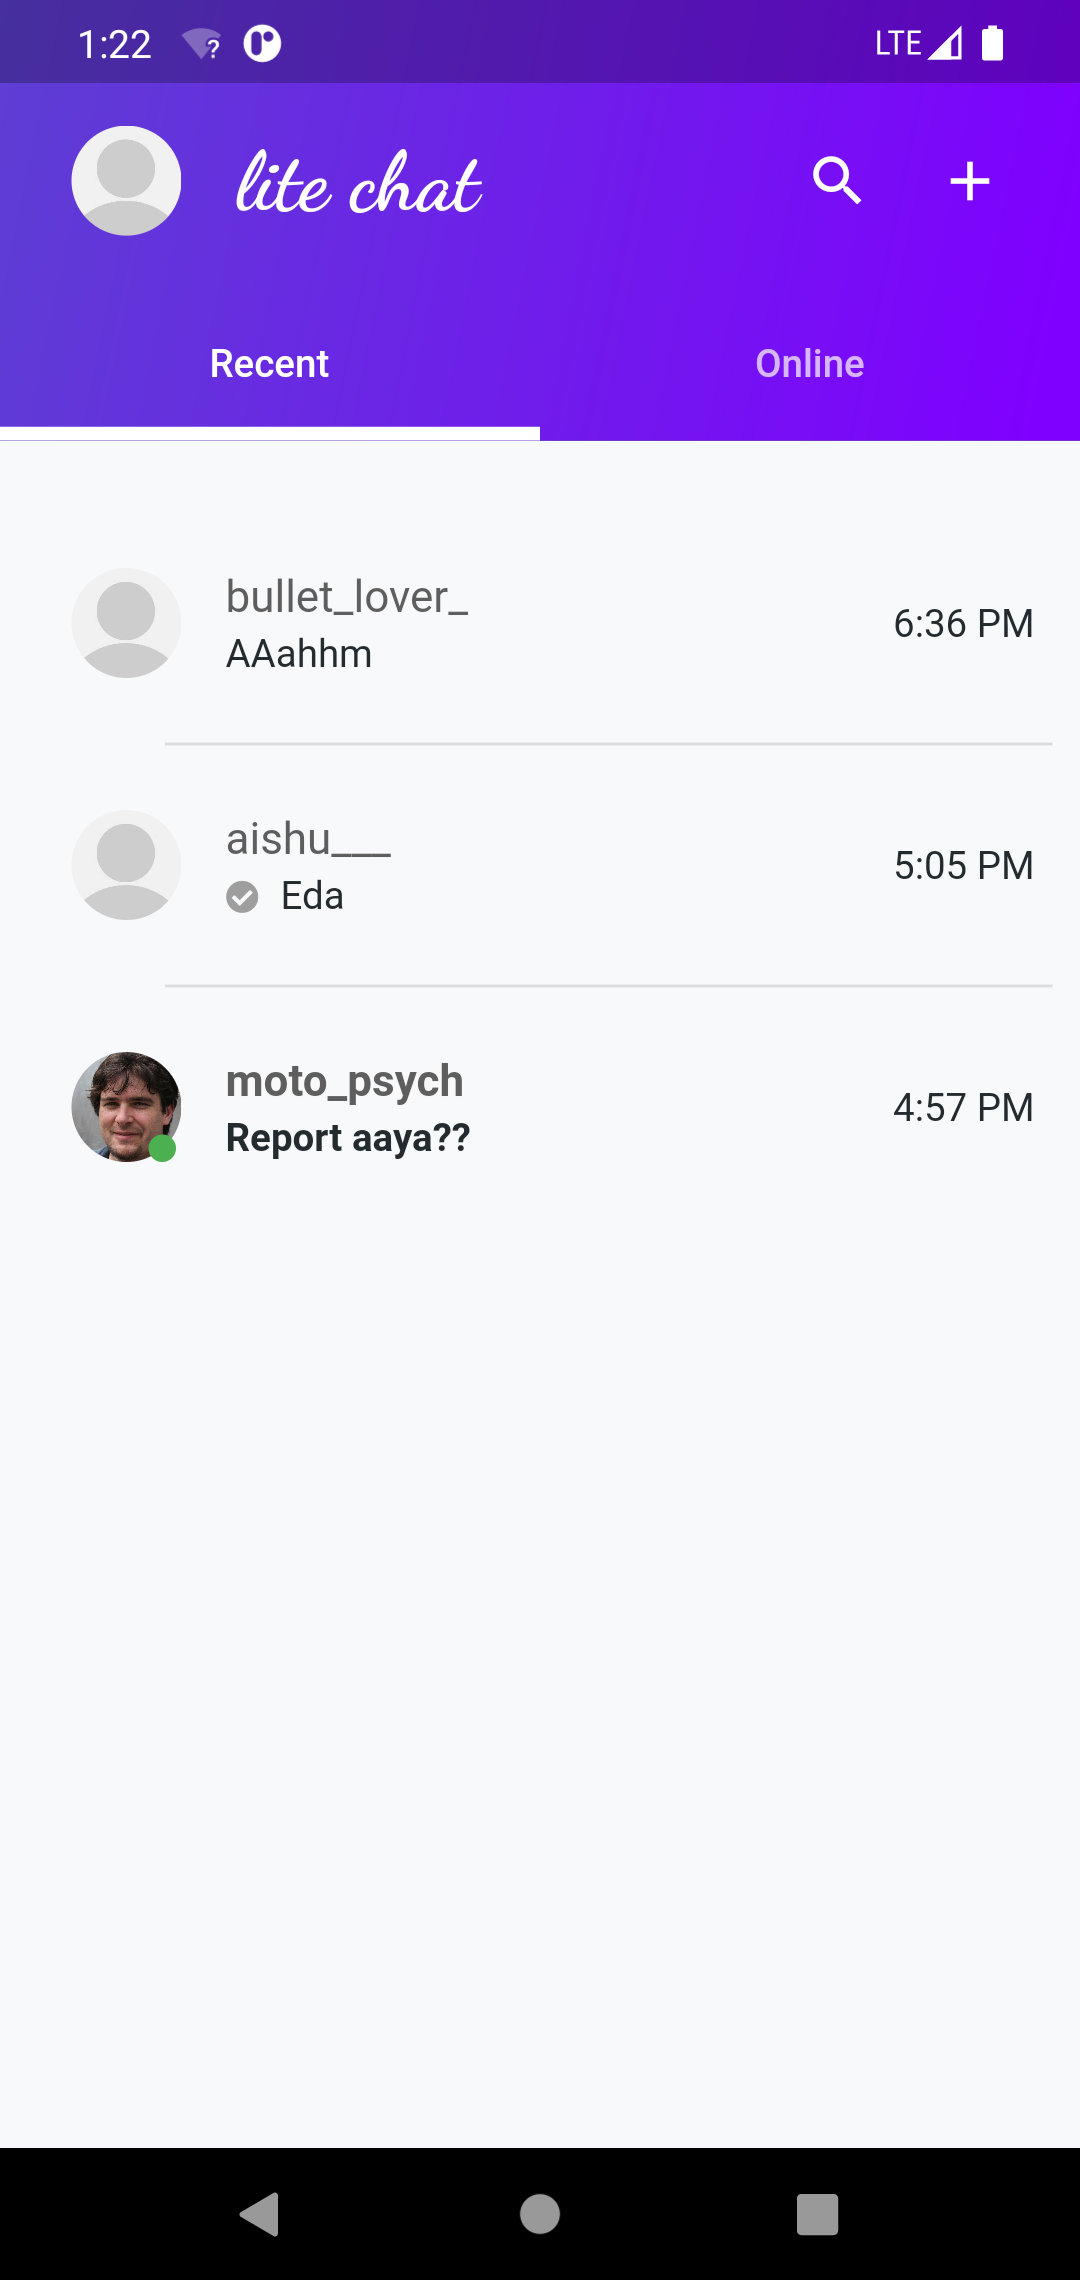 1:22
LTE
lite chat
Recent
Online
bullet_lover_
AAahhm
6:36 PM
aishu___
Eda
5:05 PM
moto_psych
Report aaya??
4:57 PM